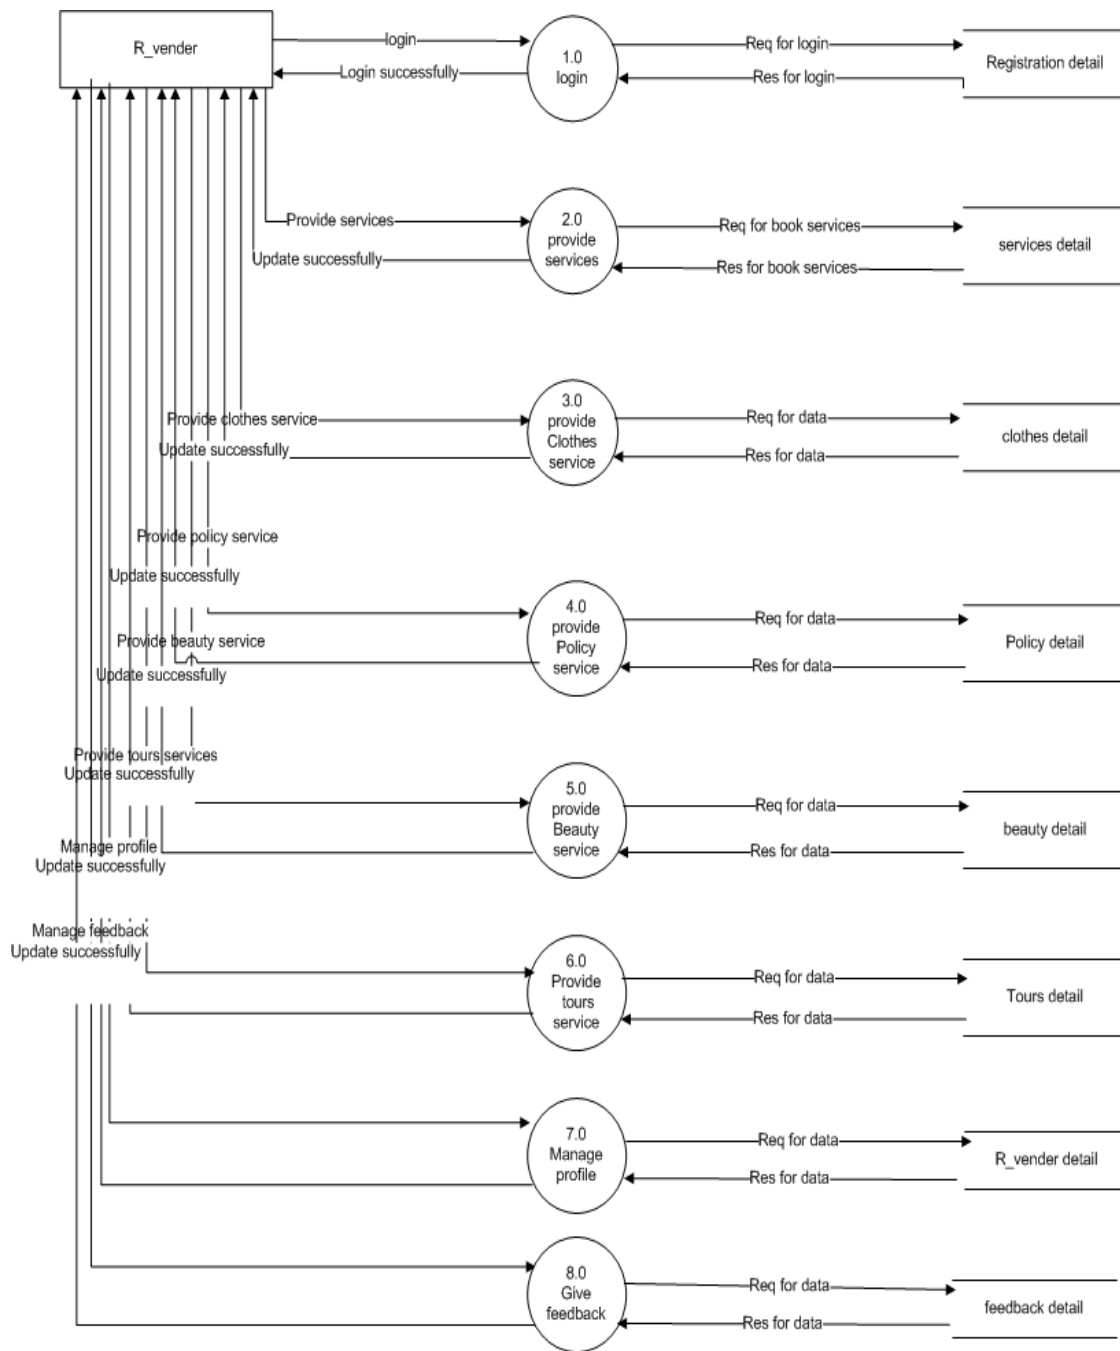 R_vender
login
Login successfully
1.0
login
Req for login
Res for login
Registration detail
Provide services
Update successfully
2.0
provide
services
Req for book services
Res for book services
services detail
Provide clothes service
Update successfully
3.0
provide
Clothes
service
Req for data
Res for data
clothes detail
Provide policy service
Update successfully
4.0
provide
Policy
service
Req for data
Res for data
Policy detail
Provide beauty service
Update successfully
5.0
provide
Beauty
service
Req for data
Res for data
beauty detail
Provide tours services
Update successfully
6.0
Provide
tours
service
Req for data
Res for data
Tours detail
Manage profile
Update successfully
7.0
Manage
profile
Req for data
Res for data
R_vender detail
Manage feedback
Update successfully
8.0
Give
feedback
Req for data
Res for data
feedback detail